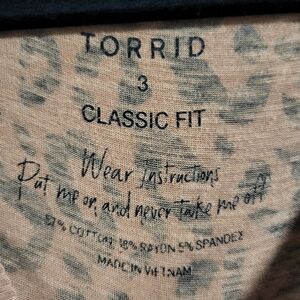 TORRID
3
CLASSIC FIT
Wear Instructions
Put me on and never take me off
57% COTTON 38% RAYON 5% SPANDEX
MADE IN VIETNAM